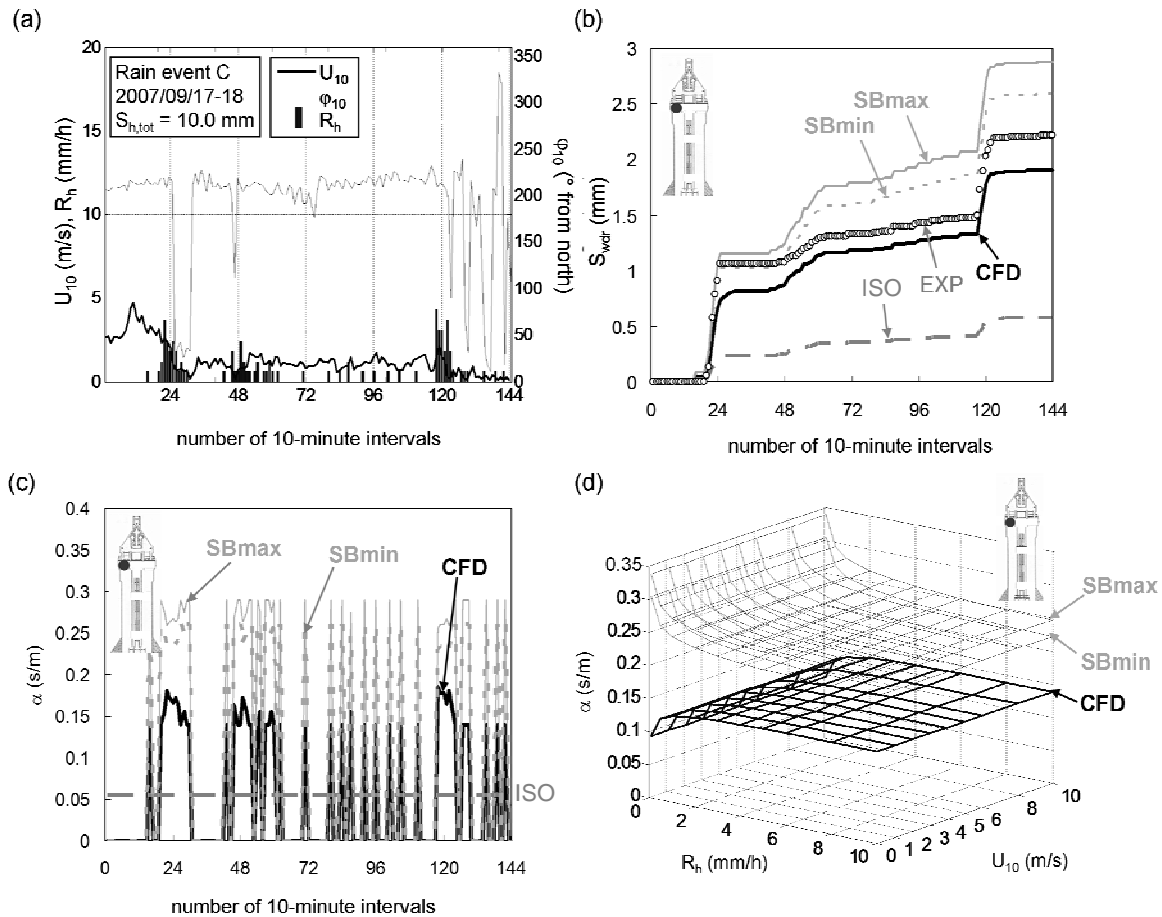 (a)
20
15
10
5
0
U10 (m/s), Rh (mm/h)
Rain event C
2007/09/17-18
Sh,tot = 10.0 mm
U10
φ10
Rh
350
300
250
200
150
100
50
0
φ10 (° from north)
24 48 72 96 120 144
number of 10-minute intervals
(b)
3
2.5
2
1.5
1
0.5
0
Swdr (mm)
SBmax
SBmin
ISO
EXP
CFD
0 24 48 72 96 120 144
number of 10-minute intervals
(c)
0.4
0.35
0.3
0.25
0.2
0.15
0.1
0.05
0
α (s/m)
SBmax
SBmin
CFD
ISO
0 24 48 72 96 120 144
number of 10-minute intervals
(d)
0.35
0.3
0.25
0.2
0.15
0.1
0.05
0
α (s/m)
SBmax
SBmin
CFD
2 4 6 8 10
Rh (mm/h)
0 1 2 3 4 5 6 8 10
U10 (m/s)